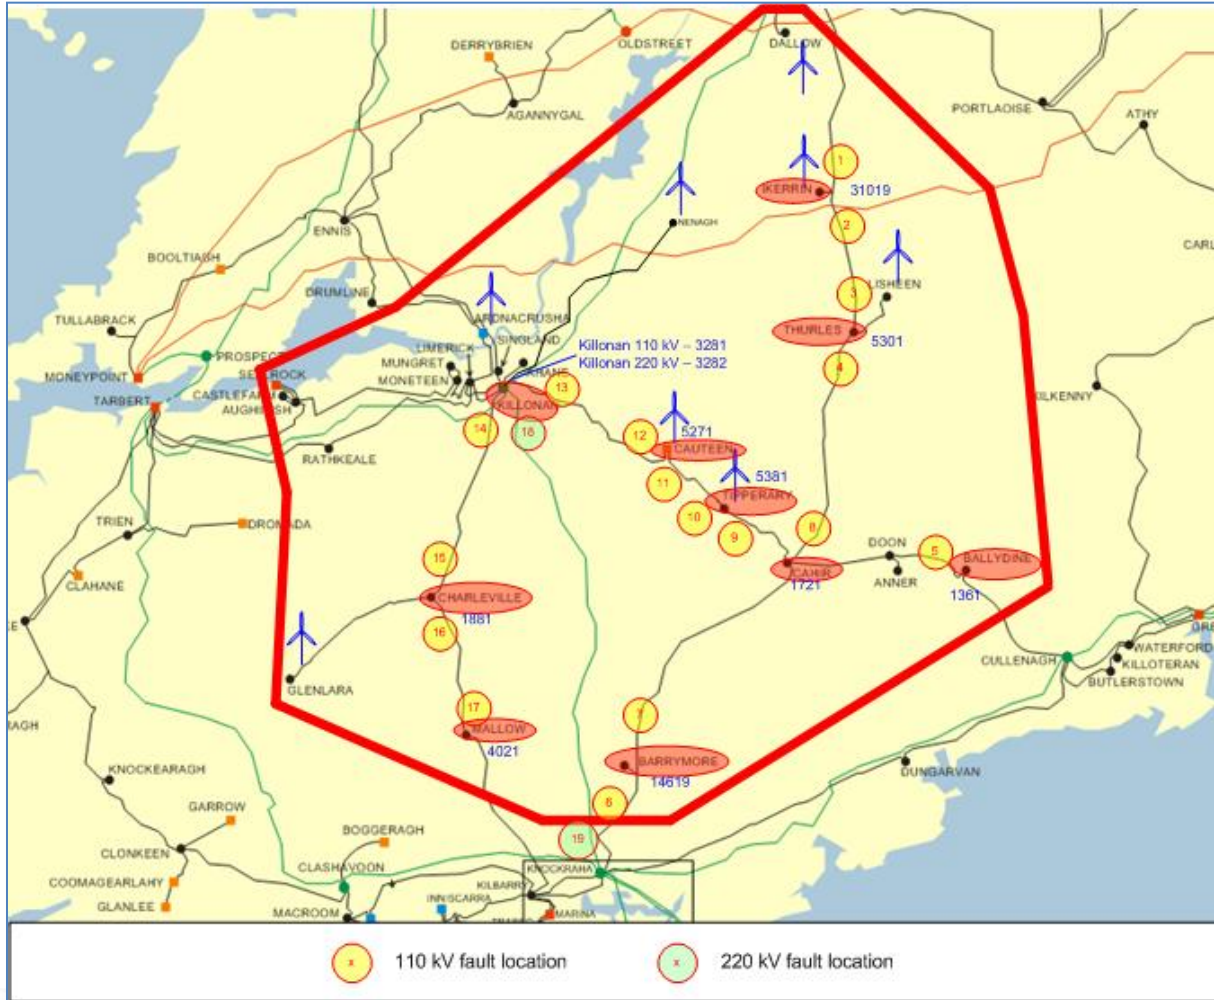 DERRYBRIEN
OLDSTREET
DALLOW
AGANNYGAL
PORTLAOISE
ATHY
1
IKERRIN
31019
NENAGH
2
ENNIS
BOOLTIAGH
CARL
DRUMLINE
3
LISHEEN
TULLABRACK
ARDNACRUSHA
THURLES
5301
LIMERICK
SINGLAND
Killonan 110 kV – 3281
Killonan 220 kV – 3282
PROSPECT
MUNGRET
MONETEEN
4
MONEYPOINT
13
TARBERT
CASTLEFARM
AUGHINISH
KILLONAN
KILKENNY
14
18
12
5271
CAUTEEN
RATHKEALE
11
5381
TIPPERARY
TRIEN
DROMADA
10
9
8
DOON
5
BALLYDINE
15
CLAHANE
CAHIR
1721
ANNER
1361
CHARLEVILLE
1881
16
WATERFORD
CULLENAGH
KILLOTERAN
BUTLERSTOWN
GLENLARA
17
7
MALLOW
4021
BARRYMORE
14619
KNOCKEARAGH
DUNGARVAN
6
GARROW
19
BOGGERAGH
CLONKEEN
CLASHAVOON
KNOCKRAHA
COOMAGEARLAHY
KILBARRY
GLANLEE
INNISCARRA
MACROOM
MARINA
x 110 kV fault location
x 220 kV fault location